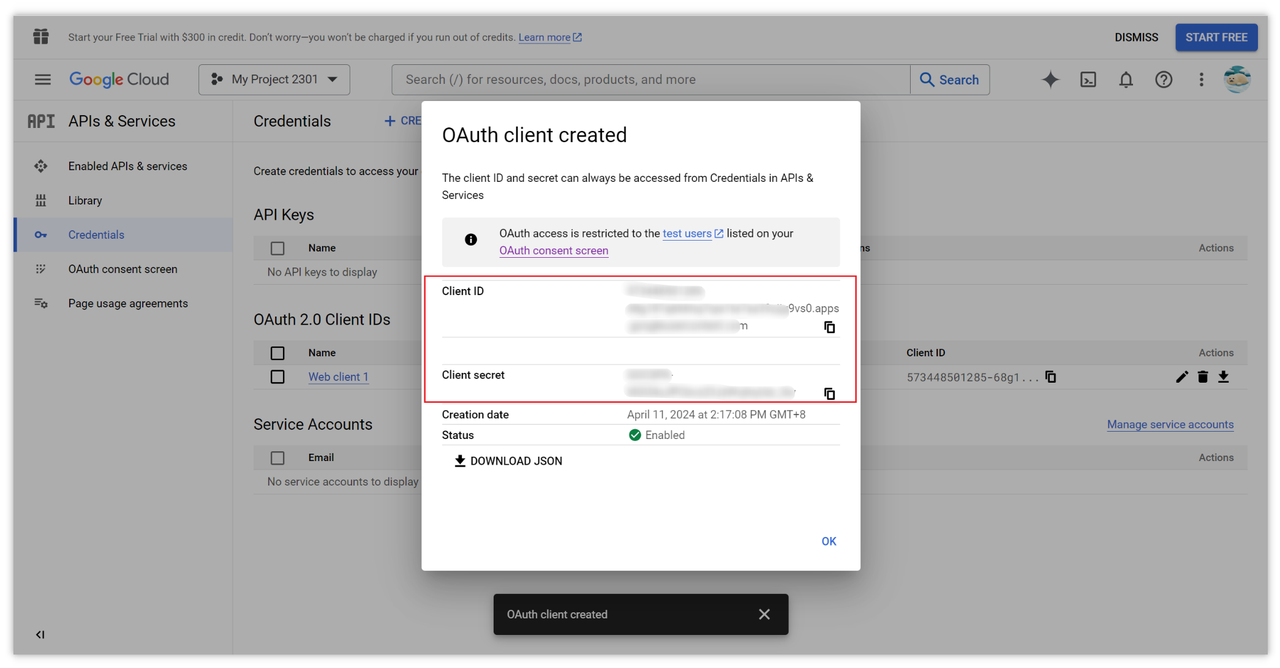 Start your Free Trial with $300 in credit. Don't worry—you won't be charged if you run out of credits. Learn more
DISMISS
START FREE
Google Cloud
My Project 2301
Search (/) for resources, docs, products, and more
Search
API APIs & Services
Enabled APIs & services
Library
Credentials
OAuth consent screen
Page usage agreements
Credentials
+ CRE
Create credentials to access your
API Keys
Name
ns
Actions
No API keys to display
OAuth 2.0 Client IDs
Name
Client ID
Actions
Web client 1
573448501285-68g1...
Service Accounts
Manage service accounts
Email
Actions
No service accounts to display
OAuth client created
The client ID and secret can always be accessed from Credentials in APIs &
Services
OAuth access is restricted to the test users listed on your
OAuth consent screen
Client ID
9vs0.apps
m
Client secret
Creation date
April 11, 2024 at 2:17:08 PM GMT+8
Status
Enabled
DOWNLOAD JSON
OK
OAuth client created